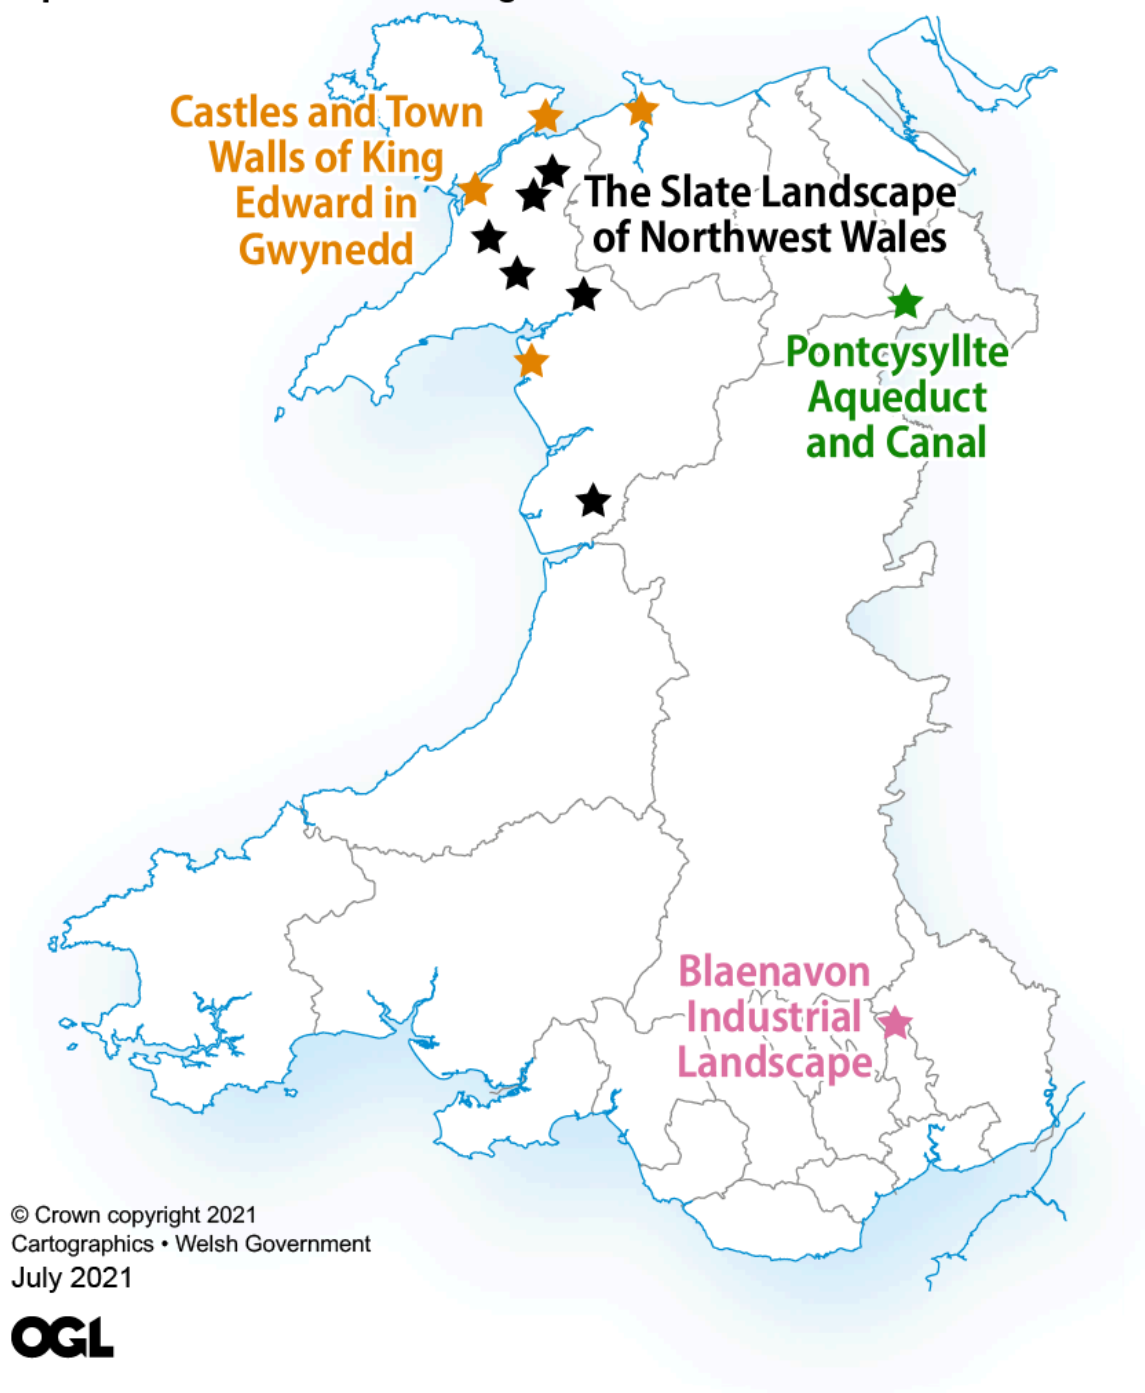 Castles and Town
Walls of King
Edward in
Gwynedd
The Slate Landscape
of Northwest Wales
Pontcysyllte
Aqueduct
and Canal
Blaenavon
Industrial
Landscape
© Crown copyright 2021
Cartographics • Welsh Government
July 2021
OGL